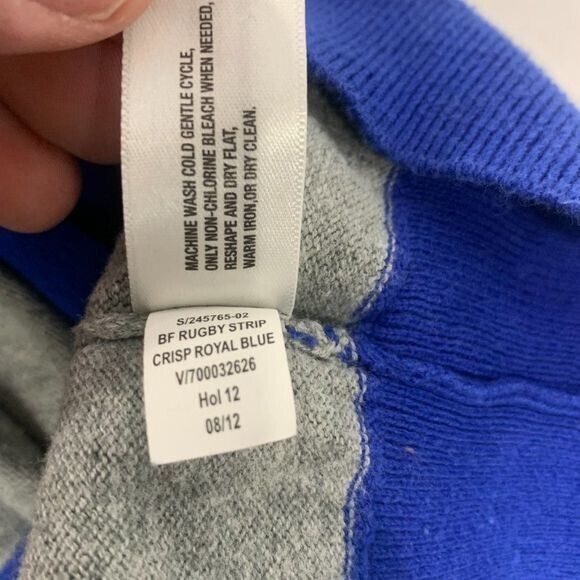 MACHINE WASH COLD GENTLE CYCLE,
ONLY NON-CHLORINE BLEACH WHEN NEEDED,
RESHAPE AND DRY FLAT,
WARM IRON,OR DRY CLEAN.
S/245765-02
BF RUGBY STRIP
CRISP ROYAL BLUE
V/700032626
Hol 12
08/12